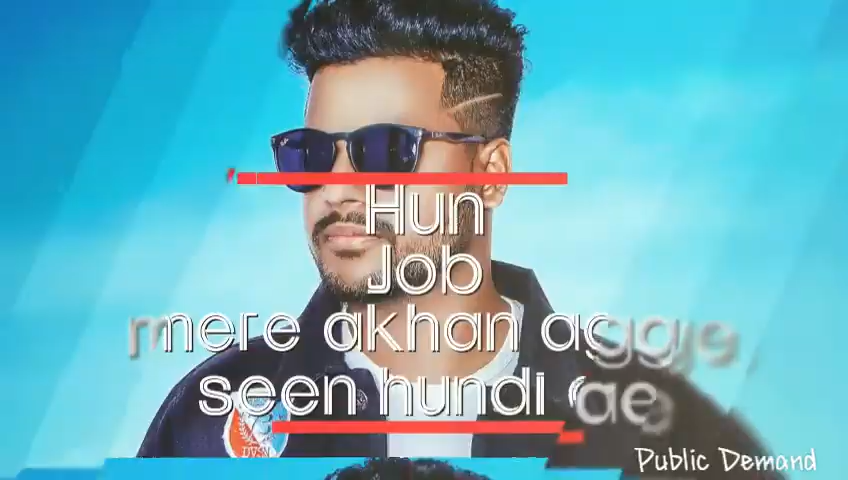 Hun
Job
mere akhan agge
seen hundi ae
Public Demand